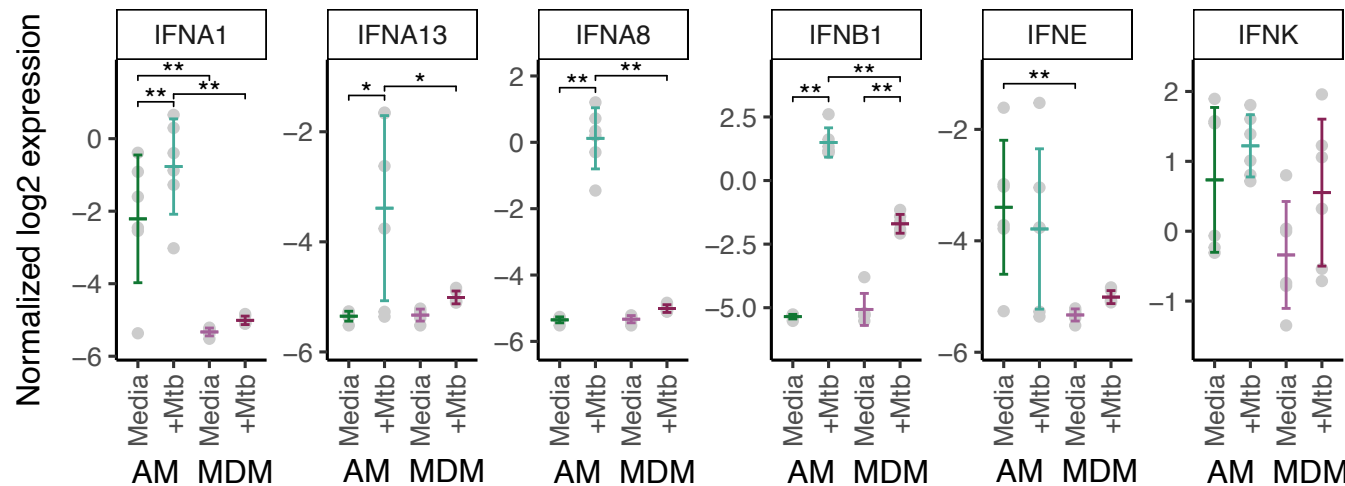 Normalized log2 expression
IFNA1 IFNA13 IFNA8 IFNB1 IFNE IFNK
** ** **
0 −2 −4 −6
Media +Mtb Media +Mtb
AM MDM
* *
−2 −4 −6
Media +Mtb Media +Mtb
AM MDM
** **
2 0 −2 −4 −6
Media +Mtb Media +Mtb
AM MDM
** ** **
2.5 0.0 −2.5 −5.0
Media +Mtb Media +Mtb
AM MDM
**
−2 −4 −6
Media +Mtb Media +Mtb
AM MDM
2 1 0 −1
Media +Mtb Media +Mtb
AM MDM